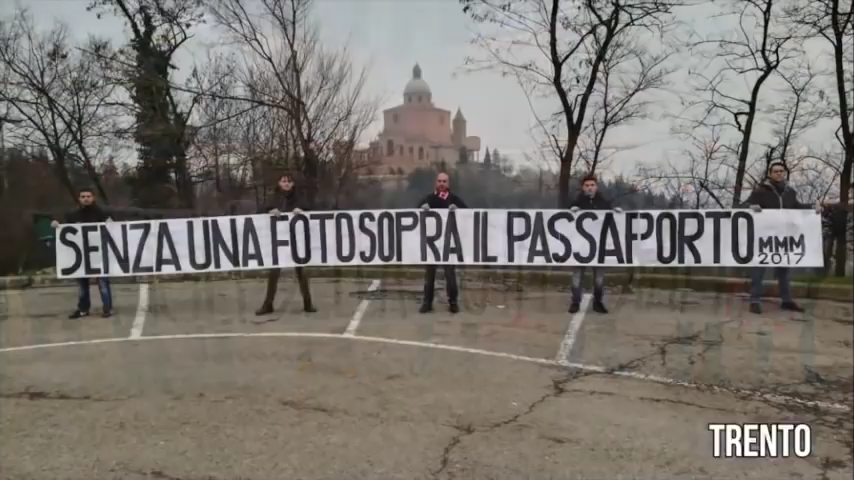 SENZA UNA FOTO SOPRA IL PASSAPORTO
MMM
2017
TRENTO